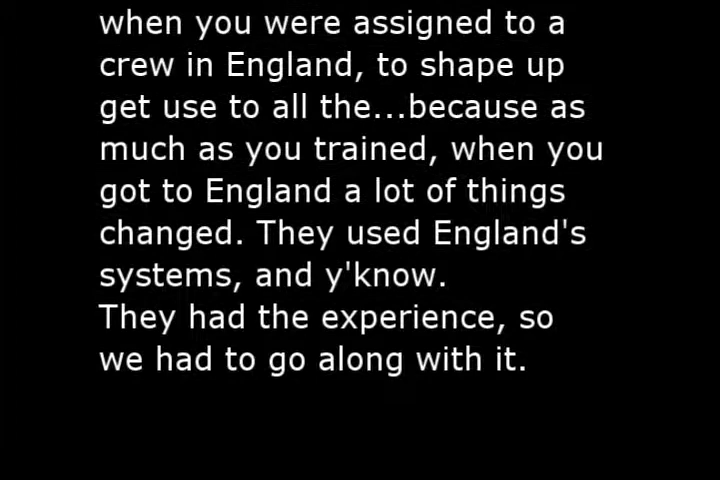 when you were assigned to a
crew in England, to shape up
get use to all the...because as
much as you trained, when you
got to England a lot of things
changed. They used England's
systems, and y'know.
They had the experience, so
we had to go along with it.